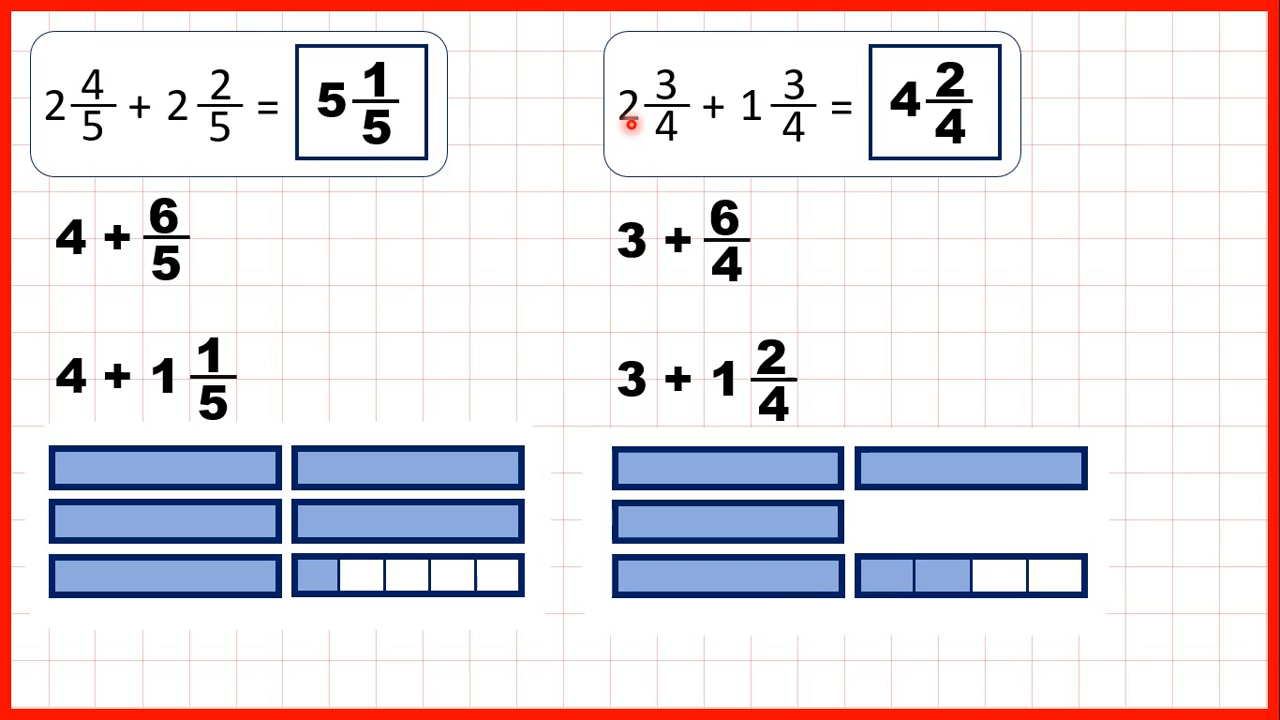 2 4/5 + 2 2/5 = 5 1/5
4 + 6/5
4 + 1 1/5
2 3/4 + 1 3/4 = 4 2/4
3 + 6/4
3 + 1 2/4